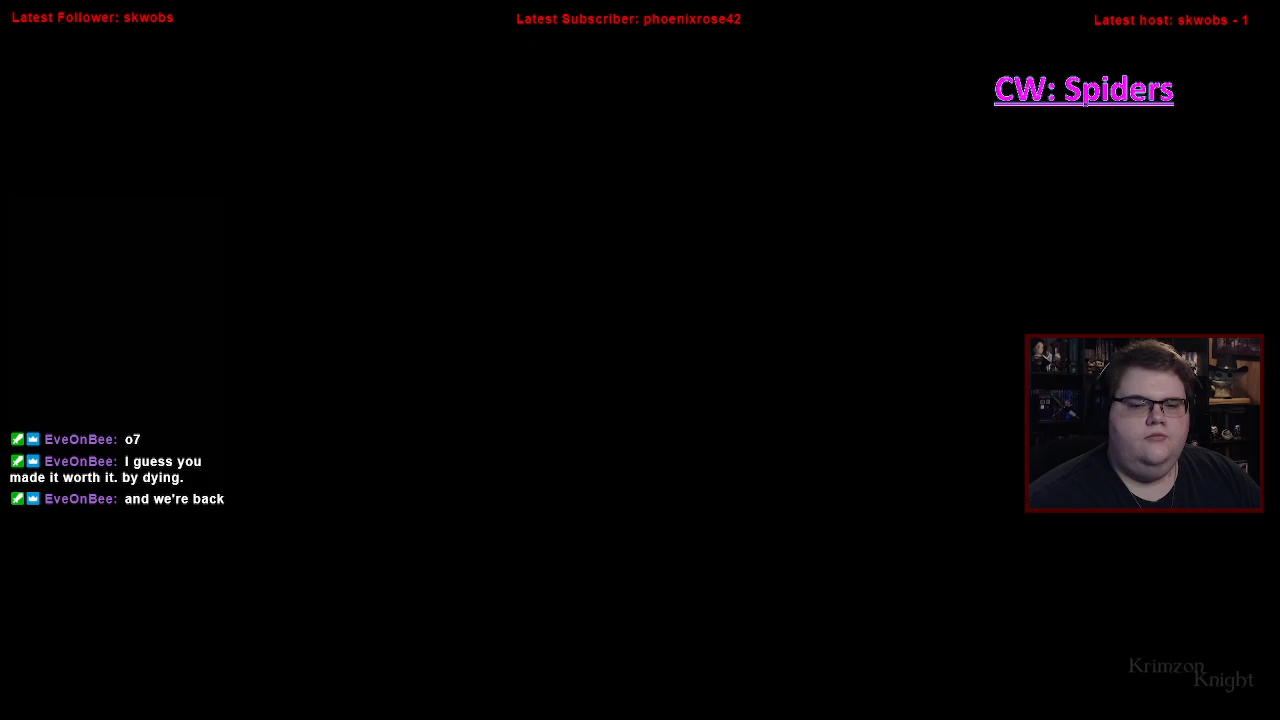 Latest Follower: skwobs
Latest Subscriber: phoenixrose42
Latest host: skwobs - 1
CW: Spiders
EveOnBee: o7
EveOnBee: I guess you
made it worth it. by dying.
EveOnBee: and we're back
Krimzon
Knight